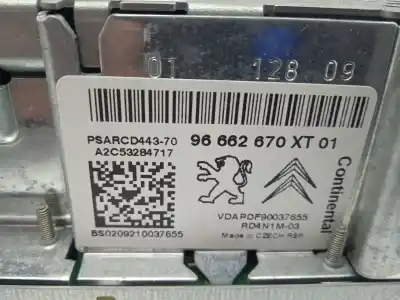 01 128 09
PSARCD443-70
A2C53284717
96 662 670 XT 01
Continental
VDAPDF90037655
RD4N1M-03
Made in CZECH REP.
BS0209210037655